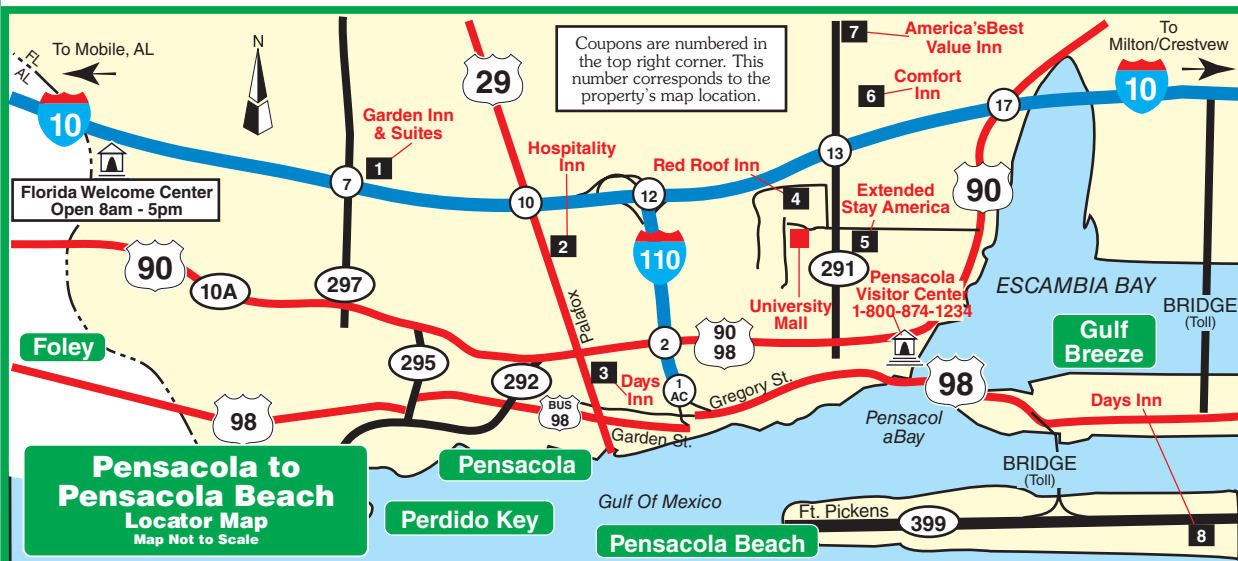 FL
AL
To Mobile, AL
N
29
Coupons are numbered in
the top right corner. This
number corresponds to the
property's map location.
7
America'sBest
Value Inn
To
Milton/Crestvew
10
10
6
Comfort
Inn
17
Garden Inn
& Suites
1
7
Hospitality
Inn
Red Roof Inn
13
Florida Welcome Center
Open 8am - 5pm
10
12
4
Extended
Stay America
90
2
110
5
90
10A
297
291
University
Mall
Pensacola
Visitor Center
1-800-874-1234
ESCAMBIA BAY
BRIDGE
(Toll)
Palafox
Foley
2
90
98
Gulf
Breeze
295
292
3
Days
Inn
1
AC
Gregory St.
98
98
BUS
98
Garden St.
Pensacol
aBay
Days Inn
Pensacola to
Pensacola Beach
Locator Map
Map Not to Scale
Pensacola
BRIDGE
(Toll)
Perdido Key
Gulf Of Mexico
Ft. Pickens
399
8
Pensacola Beach